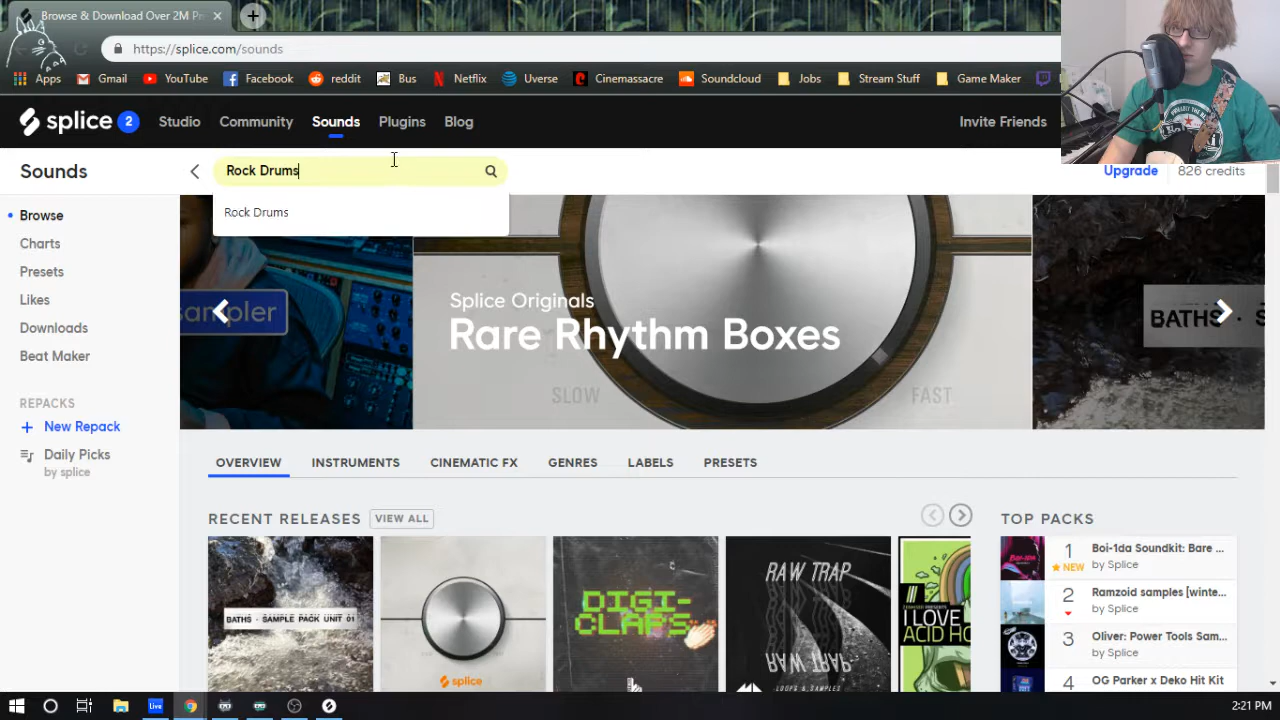 Browse & Download Over 2M Pr
https://splice.com/sounds
Apps
Gmail
YouTube
Facebook
reddit
Bus
Netflix
Uverse
Cinemassacre
Soundcloud
Jobs
Stream Stuff
Game Maker
splice 2
Studio
Community
Sounds
Plugins
Blog
Invite Friends
Sounds
Rock Drums
Upgrade
826 credits
Rock Drums
Browse
Charts
Presets
Likes
Downloads
Beat Maker
REPACKS
+ New Repack
Daily Picks
by splice
sampler
Splice Originals
Rare Rhythm Boxes
SLOW
FAST
BATHS · S
OVERVIEW
INSTRUMENTS
CINEMATIC FX
GENRES
LABELS
PRESETS
RECENT RELEASES
VIEW ALL
BATHS · SAMPLE PACK UNIT 01
splice
DIGI-
CLAPS
RAW TRAP
RAW TRAP
LOOPS & SAMPLES
I LOVE
ACID HO
TOP PACKS
1
NEW
Boi-1da Soundkit: Bare ...
by Splice
2
Ramzoid samples [winte...
by Splice
3
Oliver: Power Tools Sam...
by Splice
4
OG Parker x Deko Hit Kit
Live
2:21 PM